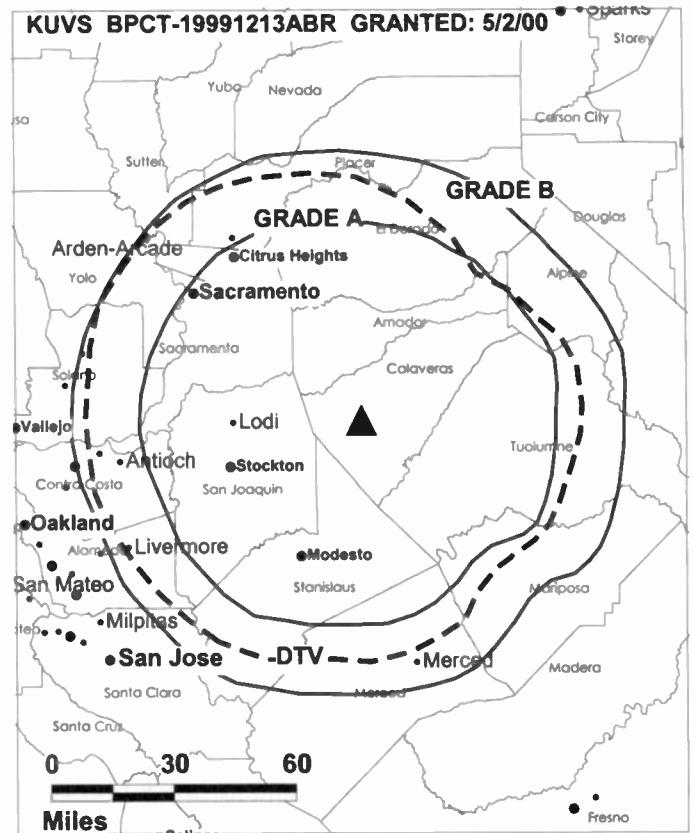 KUVS BPCT-19991213ABR GRANTED: 5/2/00
Sparks
Storey
Yuba
Nevada
Carson City
Sutter
Placer
GRADE B
GRADE A
Douglas
El Dorado
Arden-Arcade
Citrus Heights
Yolo
Alpine
Sacramento
Amador
Sacramenta
Calaveras
Solano
Vallejo
Lodi
Tuolumne
Antioch
Stockton
Contra Costa
San Joaquin
Oakland
Alameda
Livermore
Modesto
San Mateo
Stanislaus
Mariposa
Milpitas
San Jose
DTV
Merced
Madera
Santa Clara
Merced
Santa Cruz
0 30 60
Miles
Fresno